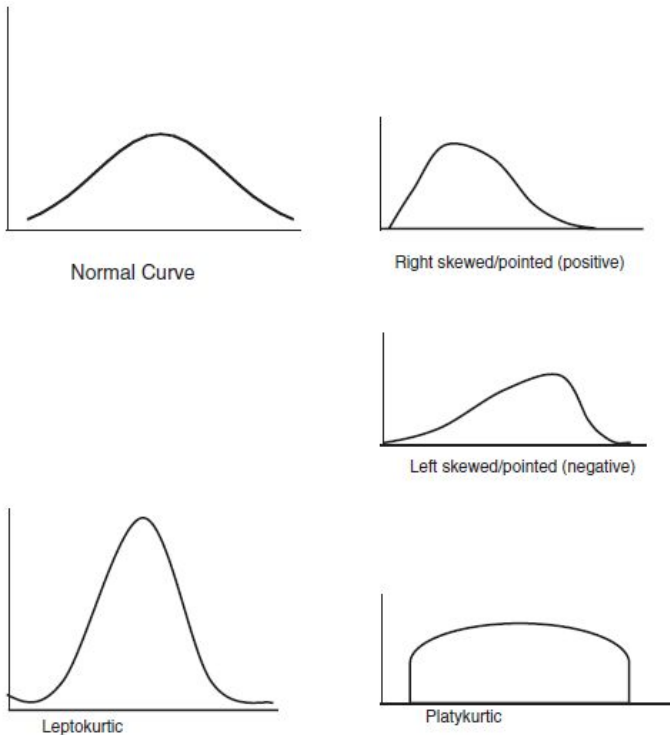 Normal Curve
Right skewed/pointed (positive)
Left skewed/pointed (negative)
Leptokurtic
Platykurtic